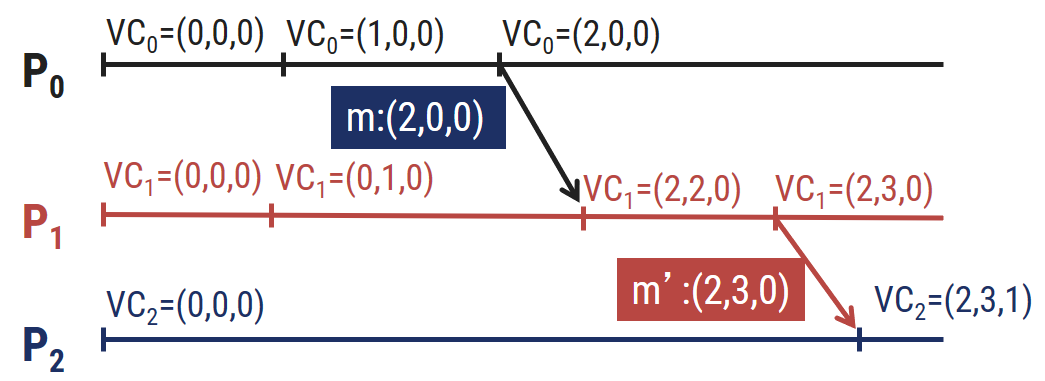 VC₀=(0,0,0) VC₀=(1,0,0) VC₀=(2,0,0)
P₀
m:(2,0,0)
VC₁=(0,0,0) VC₁=(0,1,0) VC₁=(2,2,0) VC₁=(2,3,0)
P₁
m’:(2,3,0)
VC₂=(0,0,0) VC₂=(2,3,1)
P₂